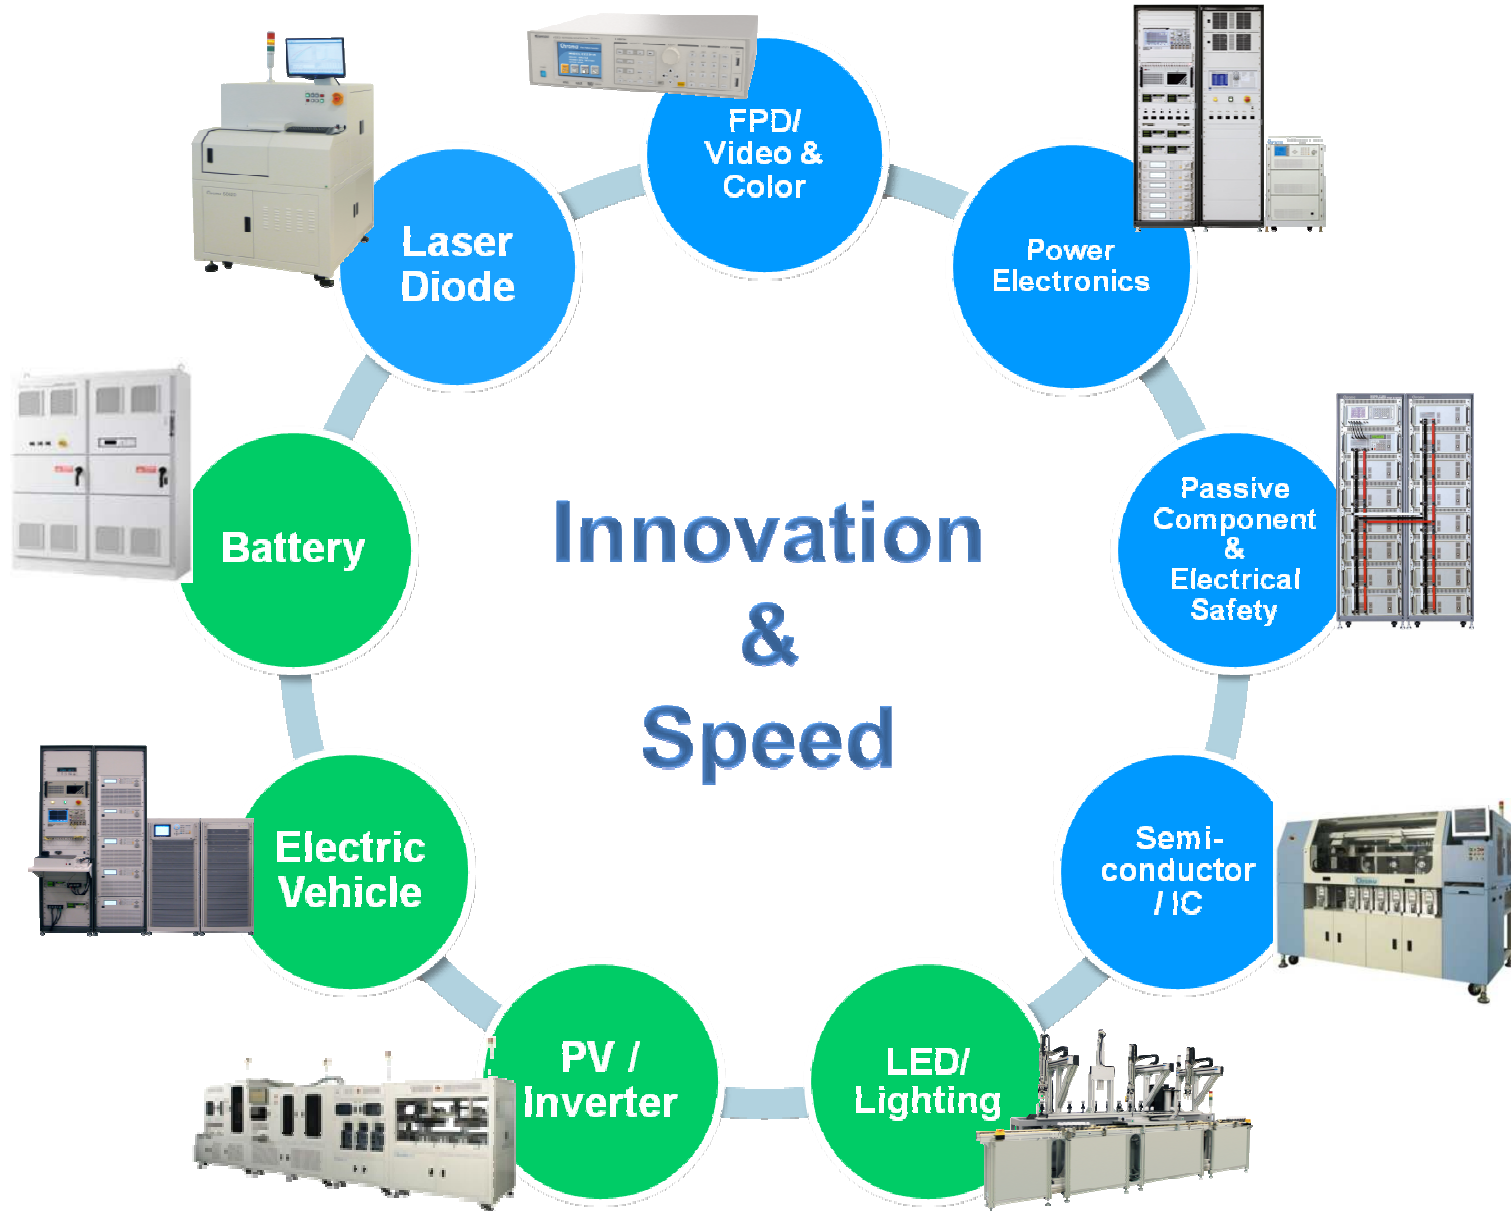 FPD/
Video &
Color
Power
Electronics
Passive
Component
&
Electrical
Safety
Semi-
conductor
/ IC
LED/
Lighting
PV /
Inverter
Electric
Vehicle
Battery
Laser
Diode
Innovation
&
Speed